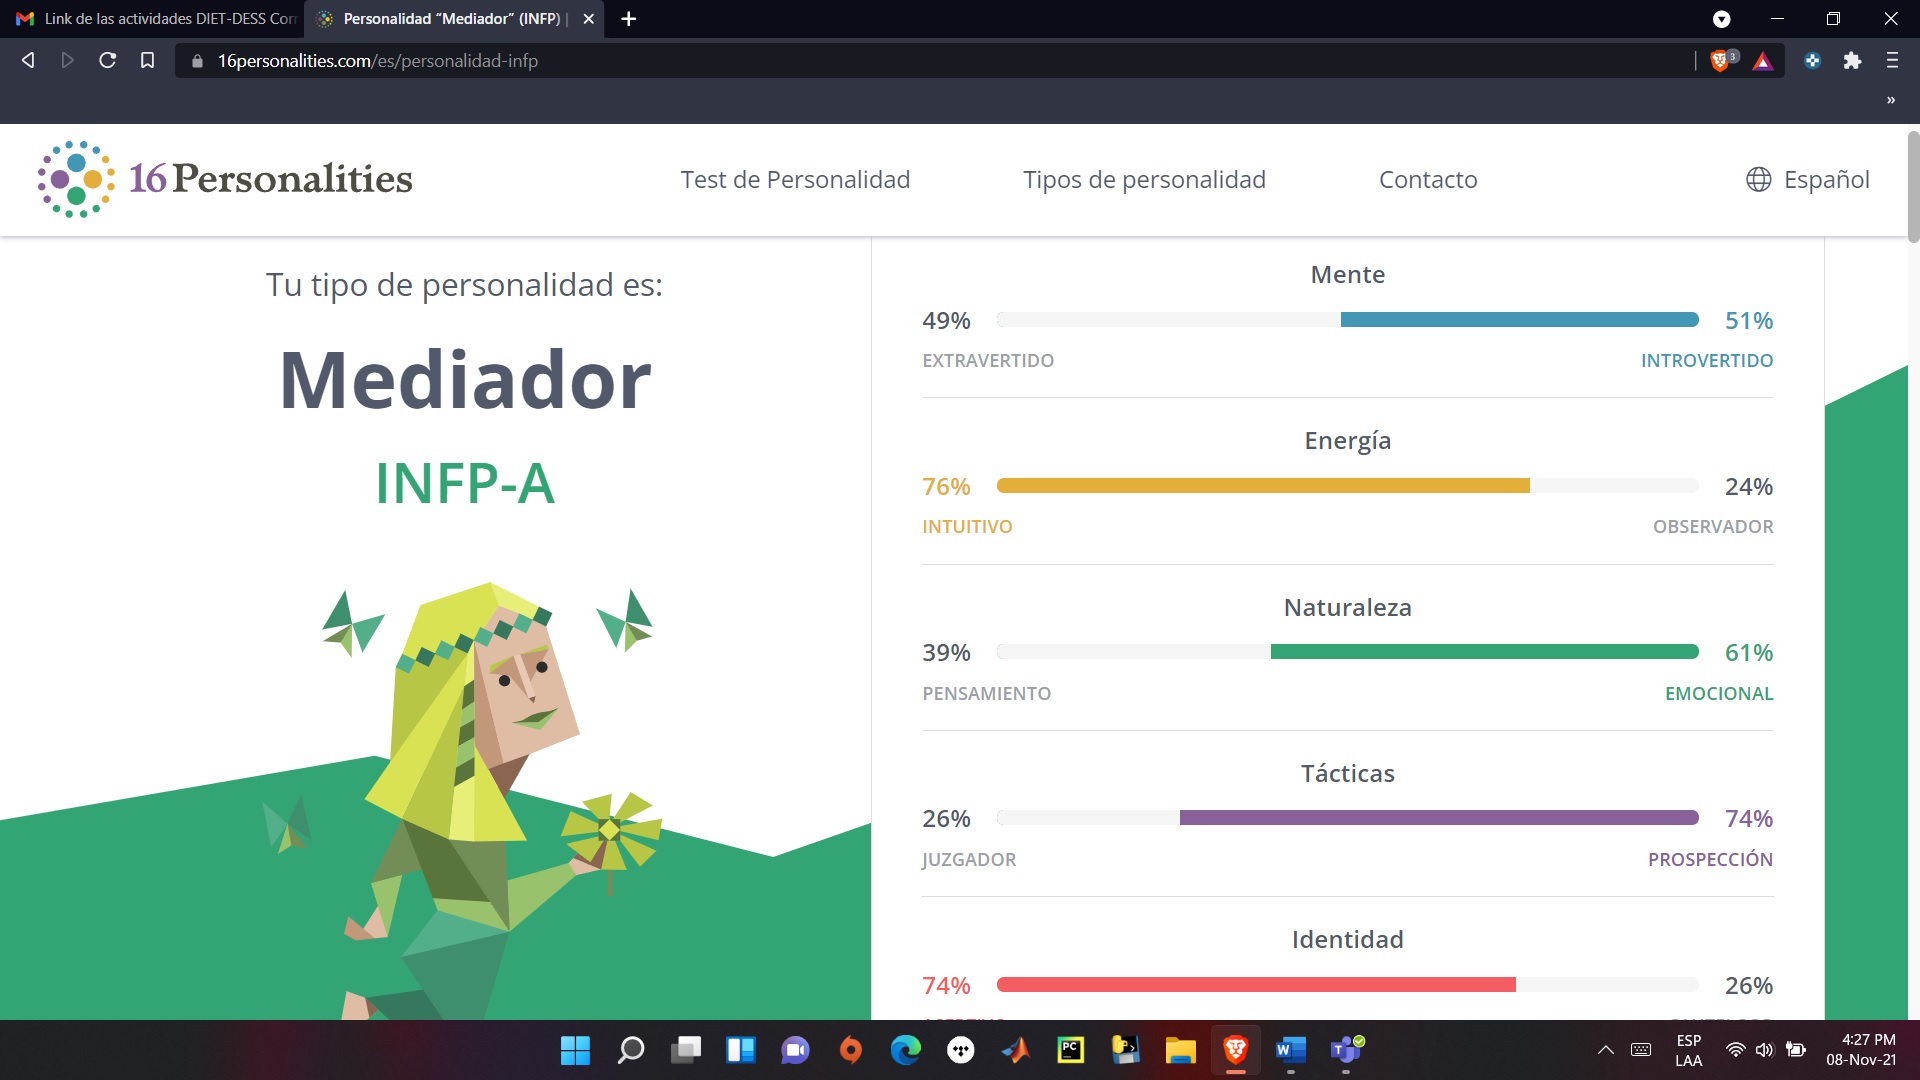 Link de las actividades DIET-DESS Cor
Personalidad “Mediador” (INFP) |
16personalities.com/es/personalidad-infp
3
»
16Personalities
Test de Personalidad
Tipos de personalidad
Contacto
Español
Tu tipo de personalidad es:
Mediador
INFP-A
Mente
49% 51%
EXTRAVERTIDO INTROVERTIDO
Energía
76% 24%
INTUITIVO OBSERVADOR
Naturaleza
39% 61%
PENSAMIENTO EMOCIONAL
Tácticas
26% 74%
JUZGADOR PROSPECCIÓN
Identidad
74% 26%
PC
W
T
ESP
LAA
4:27 PM
08-Nov-21